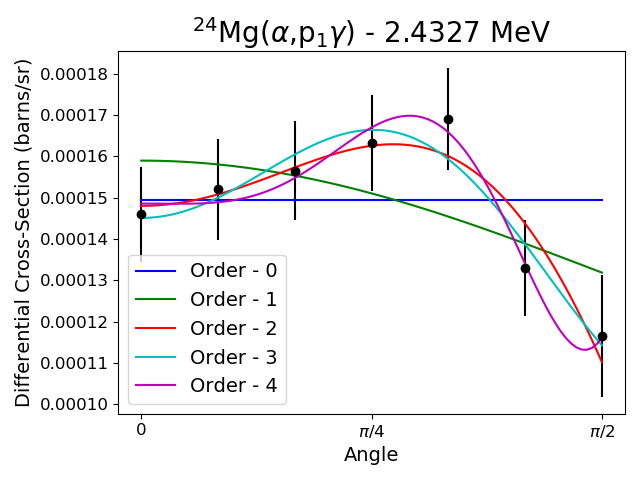 ²⁴Mg(α,p₁γ) - 2.4327 MeV
Differential Cross-Section (barns/sr)
0.00018
0.00017
0.00016
0.00015
0.00014
0.00013
0.00012
0.00011
0.00010
Order - 0
Order - 1
Order - 2
Order - 3
Order - 4
0 π/4 π/2
Angle